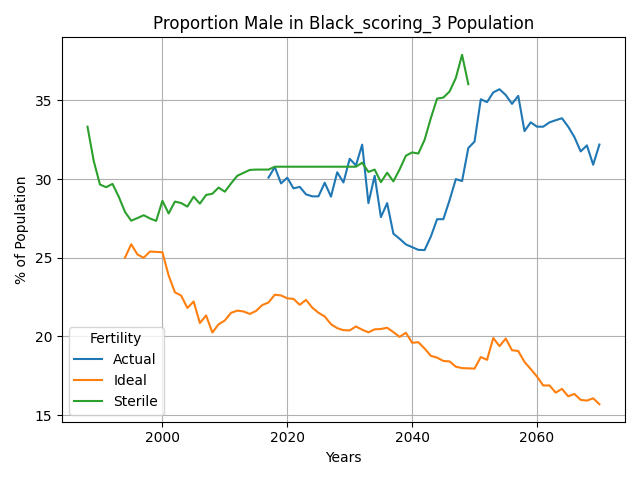 Proportion Male in Black_scoring_3 Population
% of Population
35
30
25
20
15
Fertility
Actual
Ideal
Sterile
2000
2020
2040
2060
Years